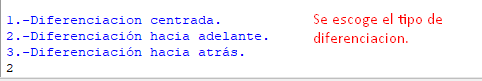 1.-Diferenciacion centrada.
2.-Diferenciación hacia adelante.
3.-Diferenciación hacia atrás.
2
Se escoge el tipo de
diferenciacion.